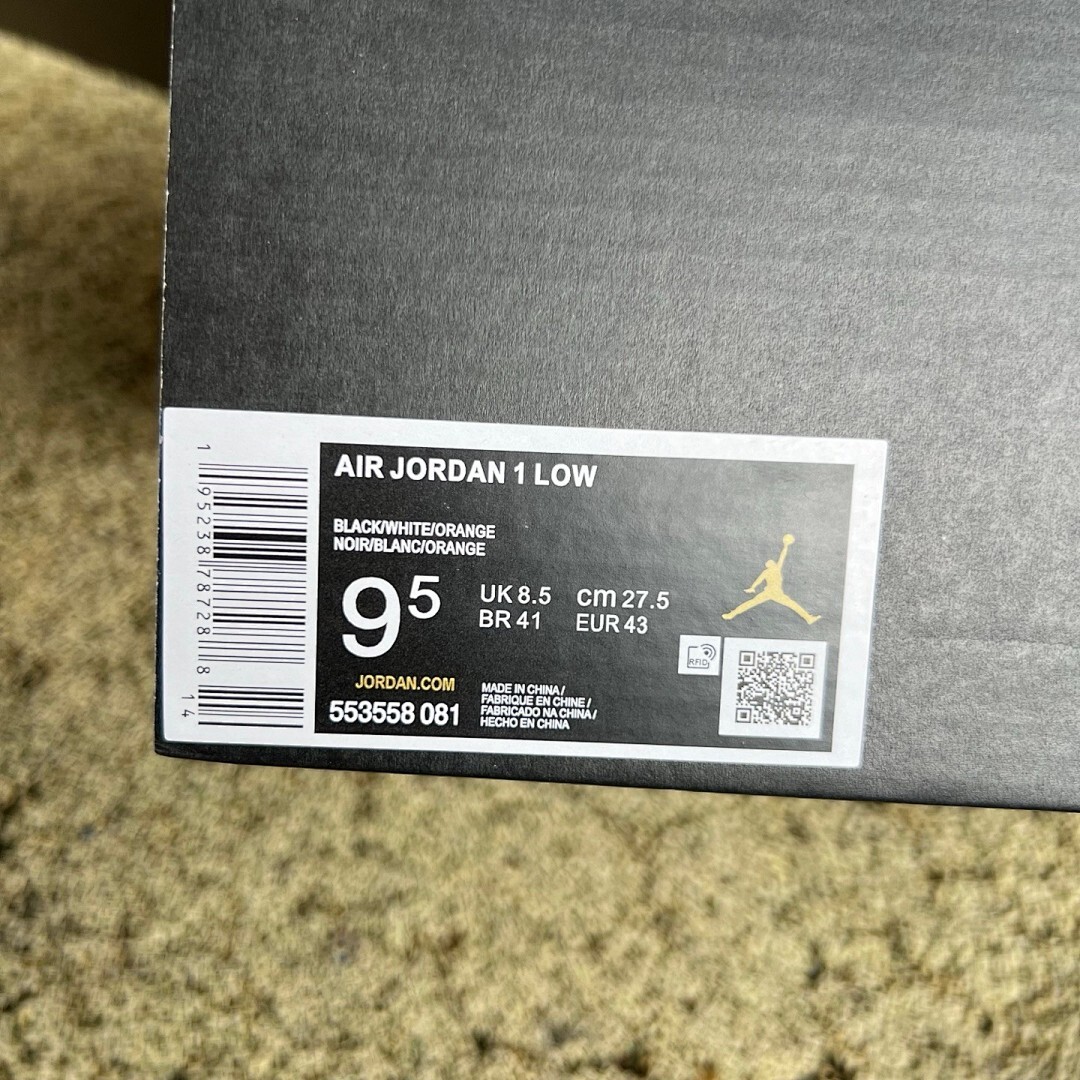 AIR JORDAN 1 LOW
BLACK/WHITE/ORANGE
NOIR/BLANC/ORANGE
9 5
UK 8.5 cm 27.5
BR 41 EUR 43
RFID
JORDAN.COM
553558 081
MADE IN CHINA /
FABRIQUE EN CHINE /
FABRICADO NA CHINA /
HECHO EN CHINA
1 95238 78728 8 14